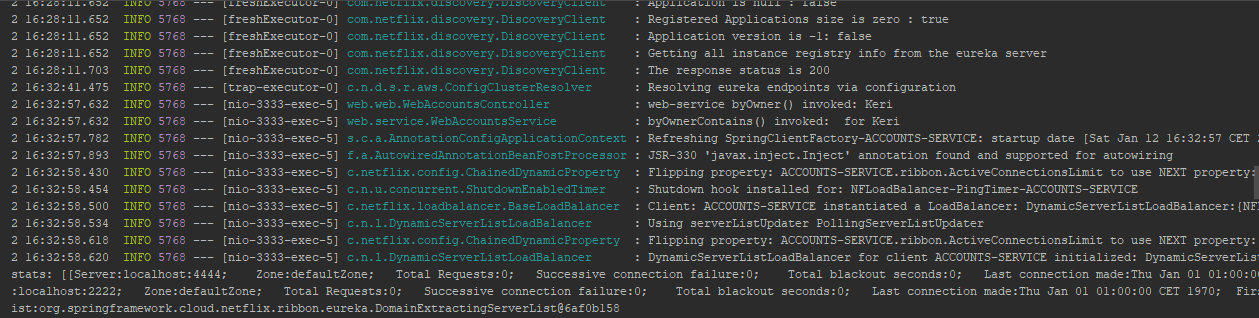 2 16:28:11.652  INFO 5768 --- [freshExecutor-0] com.netflix.discovery.DiscoveryClient    : Application is null : false
2 16:28:11.652  INFO 5768 --- [freshExecutor-0] com.netflix.discovery.DiscoveryClient    : Registered Applications size is zero : true
2 16:28:11.652  INFO 5768 --- [freshExecutor-0] com.netflix.discovery.DiscoveryClient    : Application version is -1: false
2 16:28:11.652  INFO 5768 --- [freshExecutor-0] com.netflix.discovery.DiscoveryClient    : Getting all instance registry info from the eureka server
2 16:28:11.703  INFO 5768 --- [freshExecutor-0] com.netflix.discovery.DiscoveryClient    : The response status is 200
2 16:32:41.475  INFO 5768 --- [trap-executor-0] c.n.d.s.r.aws.ConfigClusterResolver      : Resolving eureka endpoints via configuration
2 16:32:57.632  INFO 5768 --- [nio-3333-exec-5] web.web.WebAccountsController            : web-service byOwner() invoked: Keri
2 16:32:57.632  INFO 5768 --- [nio-3333-exec-5] web.service.WebAccountsService           : byOwnerContains() invoked:  for Keri
2 16:32:57.782  INFO 5768 --- [nio-3333-exec-5] s.c.a.AnnotationConfigApplicationContext : Refreshing SpringClientFactory-ACCOUNTS-SERVICE: startup date [Sat Jan 12 16:32:57 CET 2
2 16:32:57.893  INFO 5768 --- [nio-3333-exec-5] f.a.AutowiredAnnotationBeanPostProcessor : JSR-330 'javax.inject.Inject' annotation found and supported for autowiring
2 16:32:58.430  INFO 5768 --- [nio-3333-exec-5] c.netflix.config.ChainedDynamicProperty  : Flipping property: ACCOUNTS-SERVICE.ribbon.ActiveConnectionsLimit to use NEXT property:
2 16:32:58.454  INFO 5768 --- [nio-3333-exec-5] c.n.u.concurrent.ShutdownEnabledTimer    : Shutdown hook installed for: NFLoadBalancer-PingTimer-ACCOUNTS-SERVICE
2 16:32:58.500  INFO 5768 --- [nio-3333-exec-5] c.netflix.loadbalancer.BaseLoadBalancer  : Client: ACCOUNTS-SERVICE instantiated a LoadBalancer: DynamicServerListLoadBalancer:{NF
2 16:32:58.534  INFO 5768 --- [nio-3333-exec-5] c.n.l.DynamicServerListLoadBalancer      : Using serverListUpdater PollingServerListUpdater
2 16:32:58.618  INFO 5768 --- [nio-3333-exec-5] c.netflix.config.ChainedDynamicProperty  : Flipping property: ACCOUNTS-SERVICE.ribbon.ActiveConnectionsLimit to use NEXT property:
2 16:32:58.620  INFO 5768 --- [nio-3333-exec-5] c.n.l.DynamicServerListLoadBalancer      : DynamicServerListLoadBalancer for client ACCOUNTS-SERVICE initialized: DynamicServerList
stats: [[Server:localhost:4444;    Zone:defaultZone;    Total Requests:0;    Successive connection failure:0;    Total blackout seconds:0;    Last connection made:Thu Jan 01 01:00:00
:localhost:2222;    Zone:defaultZone;    Total Requests:0;    Successive connection failure:0;    Total blackout seconds:0;    Last connection made:Thu Jan 01 01:00:00 CET 1970;  Firs
ist:org.springframework.cloud.netflix.ribbon.eureka.DomainExtractingServerList@6af0b158